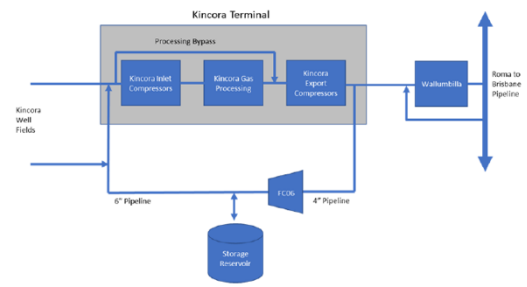 Kincora Terminal
Processing Bypass
Kincora Inlet
Compressors
Kincora Gas
Processing
Kincora
Export
Compressors
Wallumbilla
Roma to
Brisbane
Pipeline
Kincora
Well
Fields
6" Pipeline
FC06
4" Pipeline
Storage
Reservoir